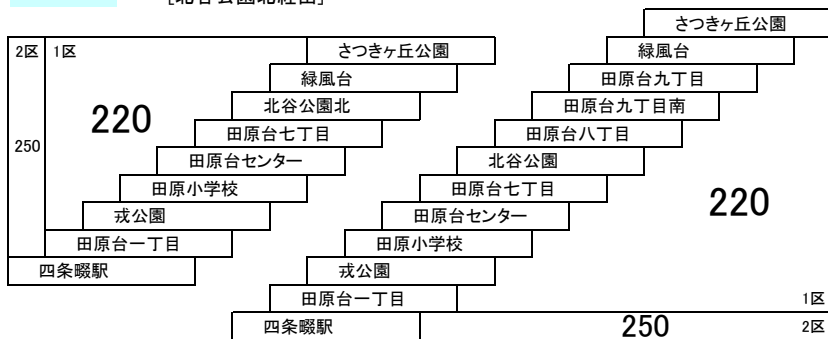 [北谷公園北経由]
さつきヶ丘公園
2区 1区 さつきヶ丘公園 緑風台
緑風台 田原台九丁目
220 北谷公園北 田原台九丁目南
250 田原台七丁目 田原台八丁目
田原台センター 北谷公園
田原小学校 田原台七丁目 220
戎公園 田原台センター
田原台一丁目 田原小学校
四条畷駅 戎公園
田原台一丁目 1区
四条畷駅 250 2区